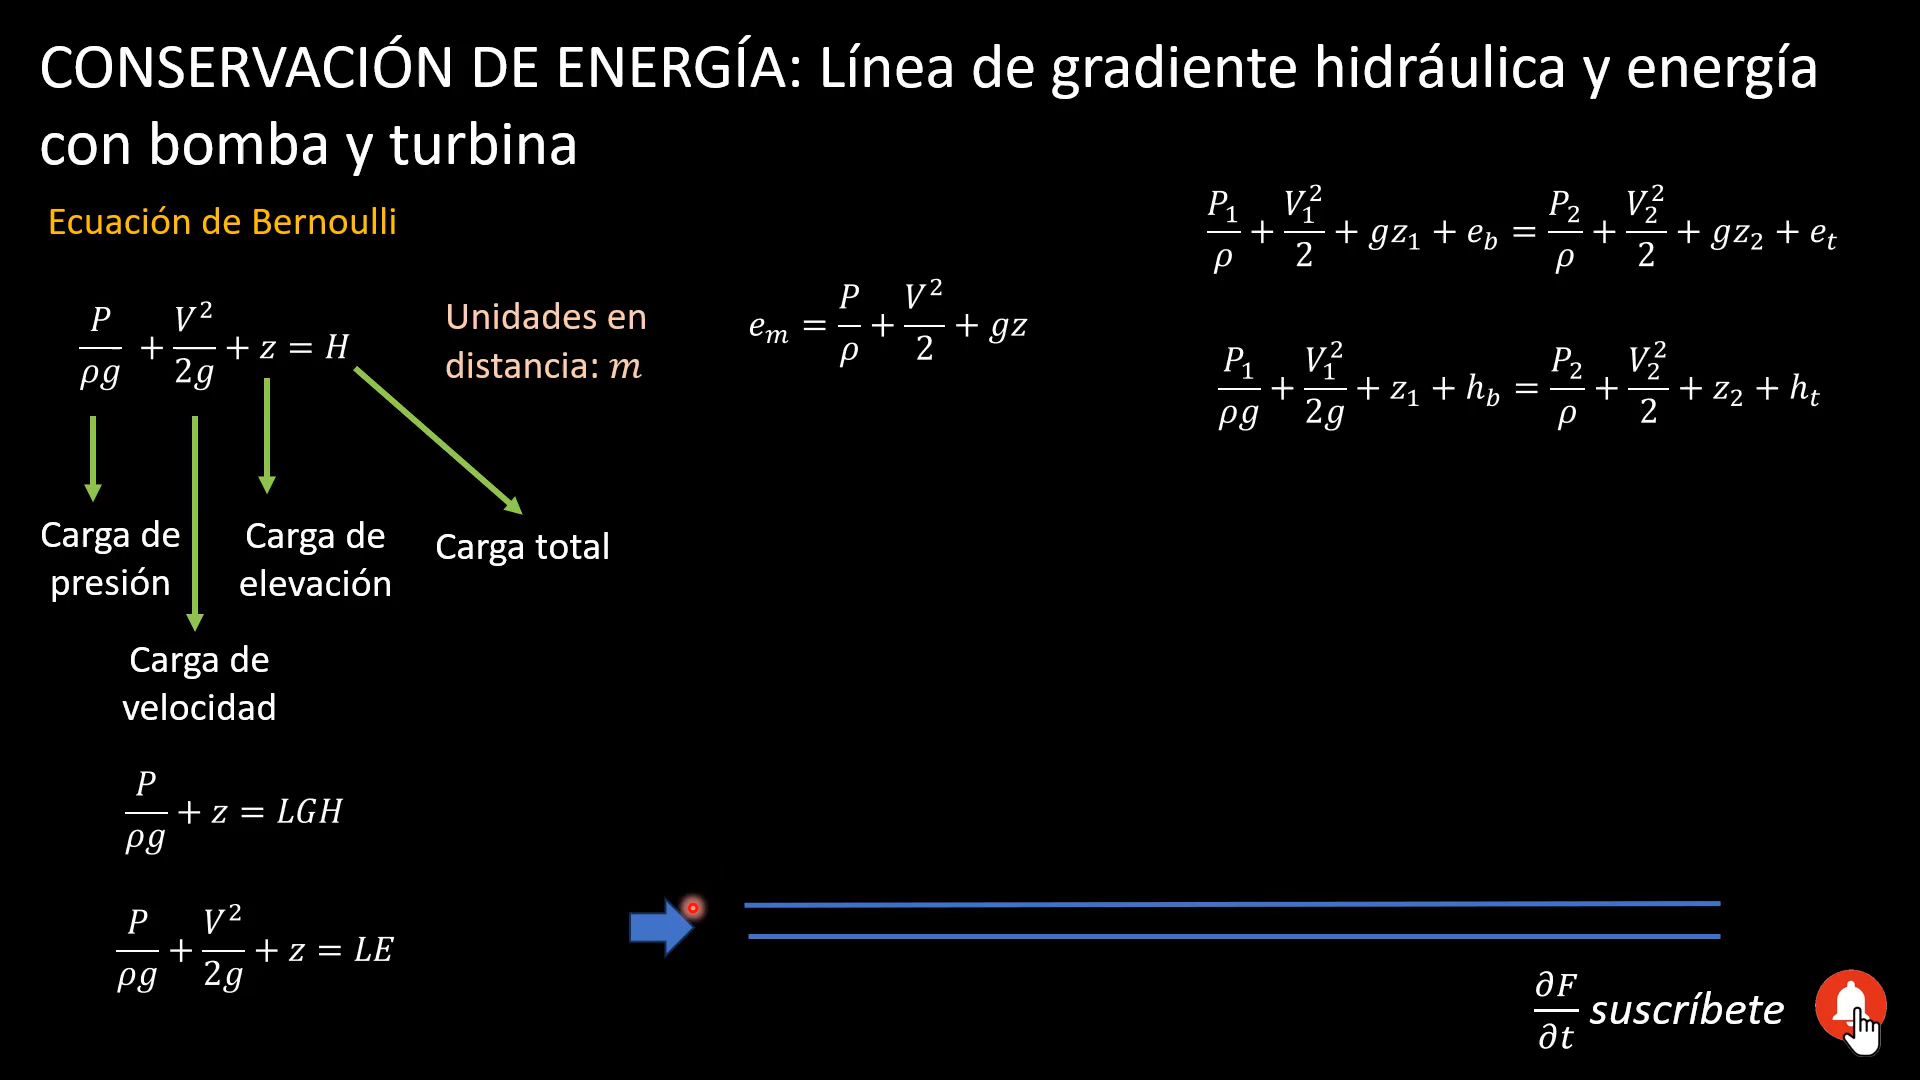 CONSERVACIÓN DE ENERGÍA: Línea de gradiente hidráulica y energía
con bomba y turbina
Ecuación de Bernoulli
P/ρg + V²/2g + z = H
Unidades en
distancia: m
Carga de
presión
Carga de
elevación
Carga total
Carga de
velocidad
P/ρg + z = LGH
P/ρg + V²/2g + z = LE
e_m = P/ρ + V²/2 + gz
P₁/ρ + V₁²/2 + gz₁ + e_b = P₂/ρ + V₂²/2 + gz₂ + e_t
P₁/ρg + V₁²/2g + z₁ + h_b = P₂/ρ + V₂²/2 + z₂ + h_t
∂F/∂t suscríbete